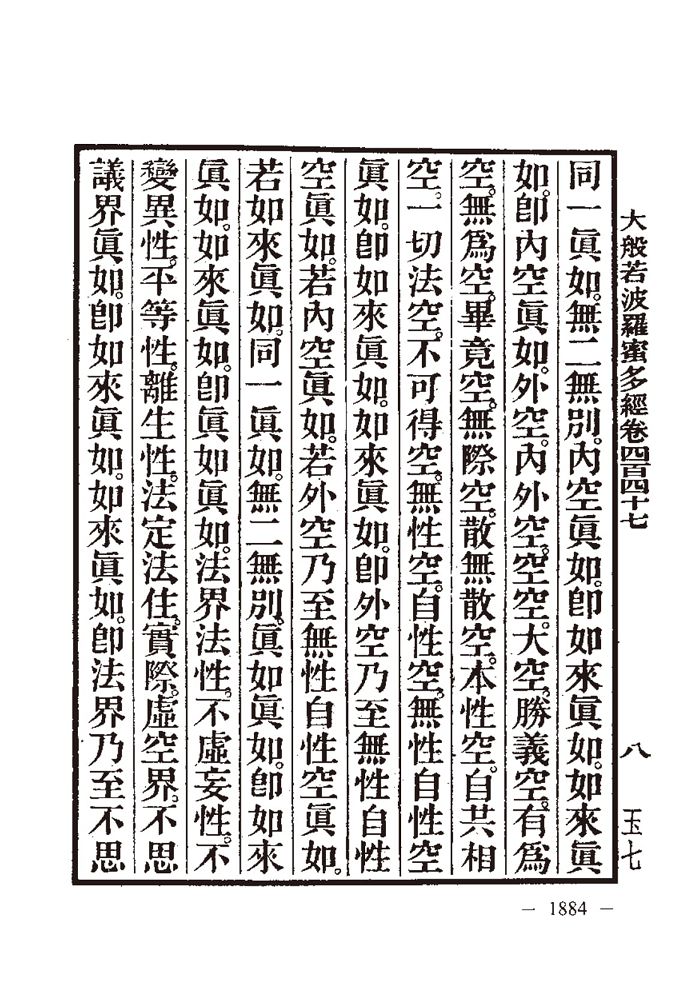 大般若波羅蜜多經卷四百四十七　八　玉七
同一眞如。無二無別。內空眞如。卽如來眞如。如來眞
如。卽內空眞如。外空。內外空。空空。大空。勝義空。有爲
空。無爲空。畢竟空。無際空。散無散空。本性空。自共相
空。一切法空。不可得空。無性空。自性空。無性自性空
眞如。卽如來眞如。如來眞如。卽外空乃至無性自性
空眞如。若內空眞如。若外空乃至無性自性空眞如。
若如來眞如。同一眞如。無二無別。眞如眞如。卽如來
眞如。如來眞如。卽眞如眞如。法界法性。不虛妄性。不
變異性。平等性。離生性。法定法住。實際。虛空界。不思
議界眞如。卽如來眞如。如來眞如。卽法界乃至不思
— 1884 —